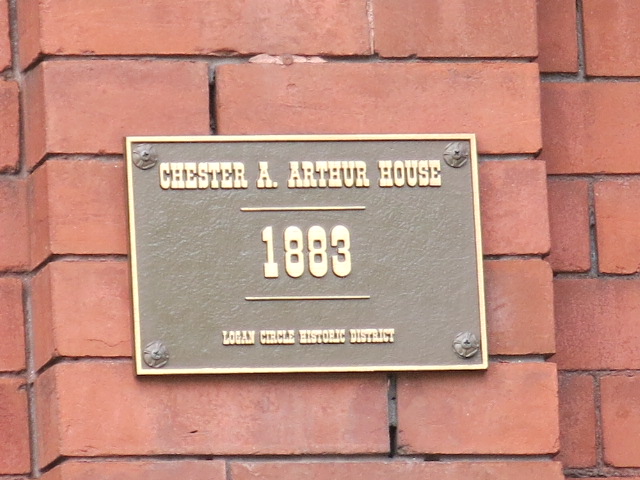 CHESTER A. ARTHUR HOUSE
1883
LOGAN CIRCLE HISTORIC DISTRICT